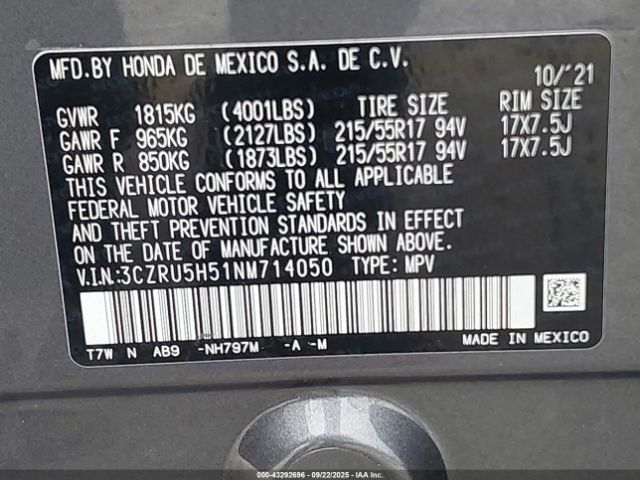 MFD.BY HONDA DE MEXICO S.A. DE C.V.
10/'21
GVWR 1815KG (4001LBS) TIRE SIZE RIM SIZE
GAWR F 965KG (2127LBS) 215/55R17 94V 17X7.5J
GAWR R 850KG (1873LBS) 215/55R17 94V 17X7.5J
THIS VEHICLE CONFORMS TO ALL APPLICABLE
FEDERAL MOTOR VEHICLE SAFETY
AND THEFT PREVENTION STANDARDS IN EFFECT
ON THE DATE OF MANUFACTURE SHOWN ABOVE.
V.I.N.:3CZRU5H51NM714050 TYPE: MPV
T7W N AB9 -NH797M -A -M
MADE IN MEXICO
000-43292696 - 09/22/2025 - IAA Inc.